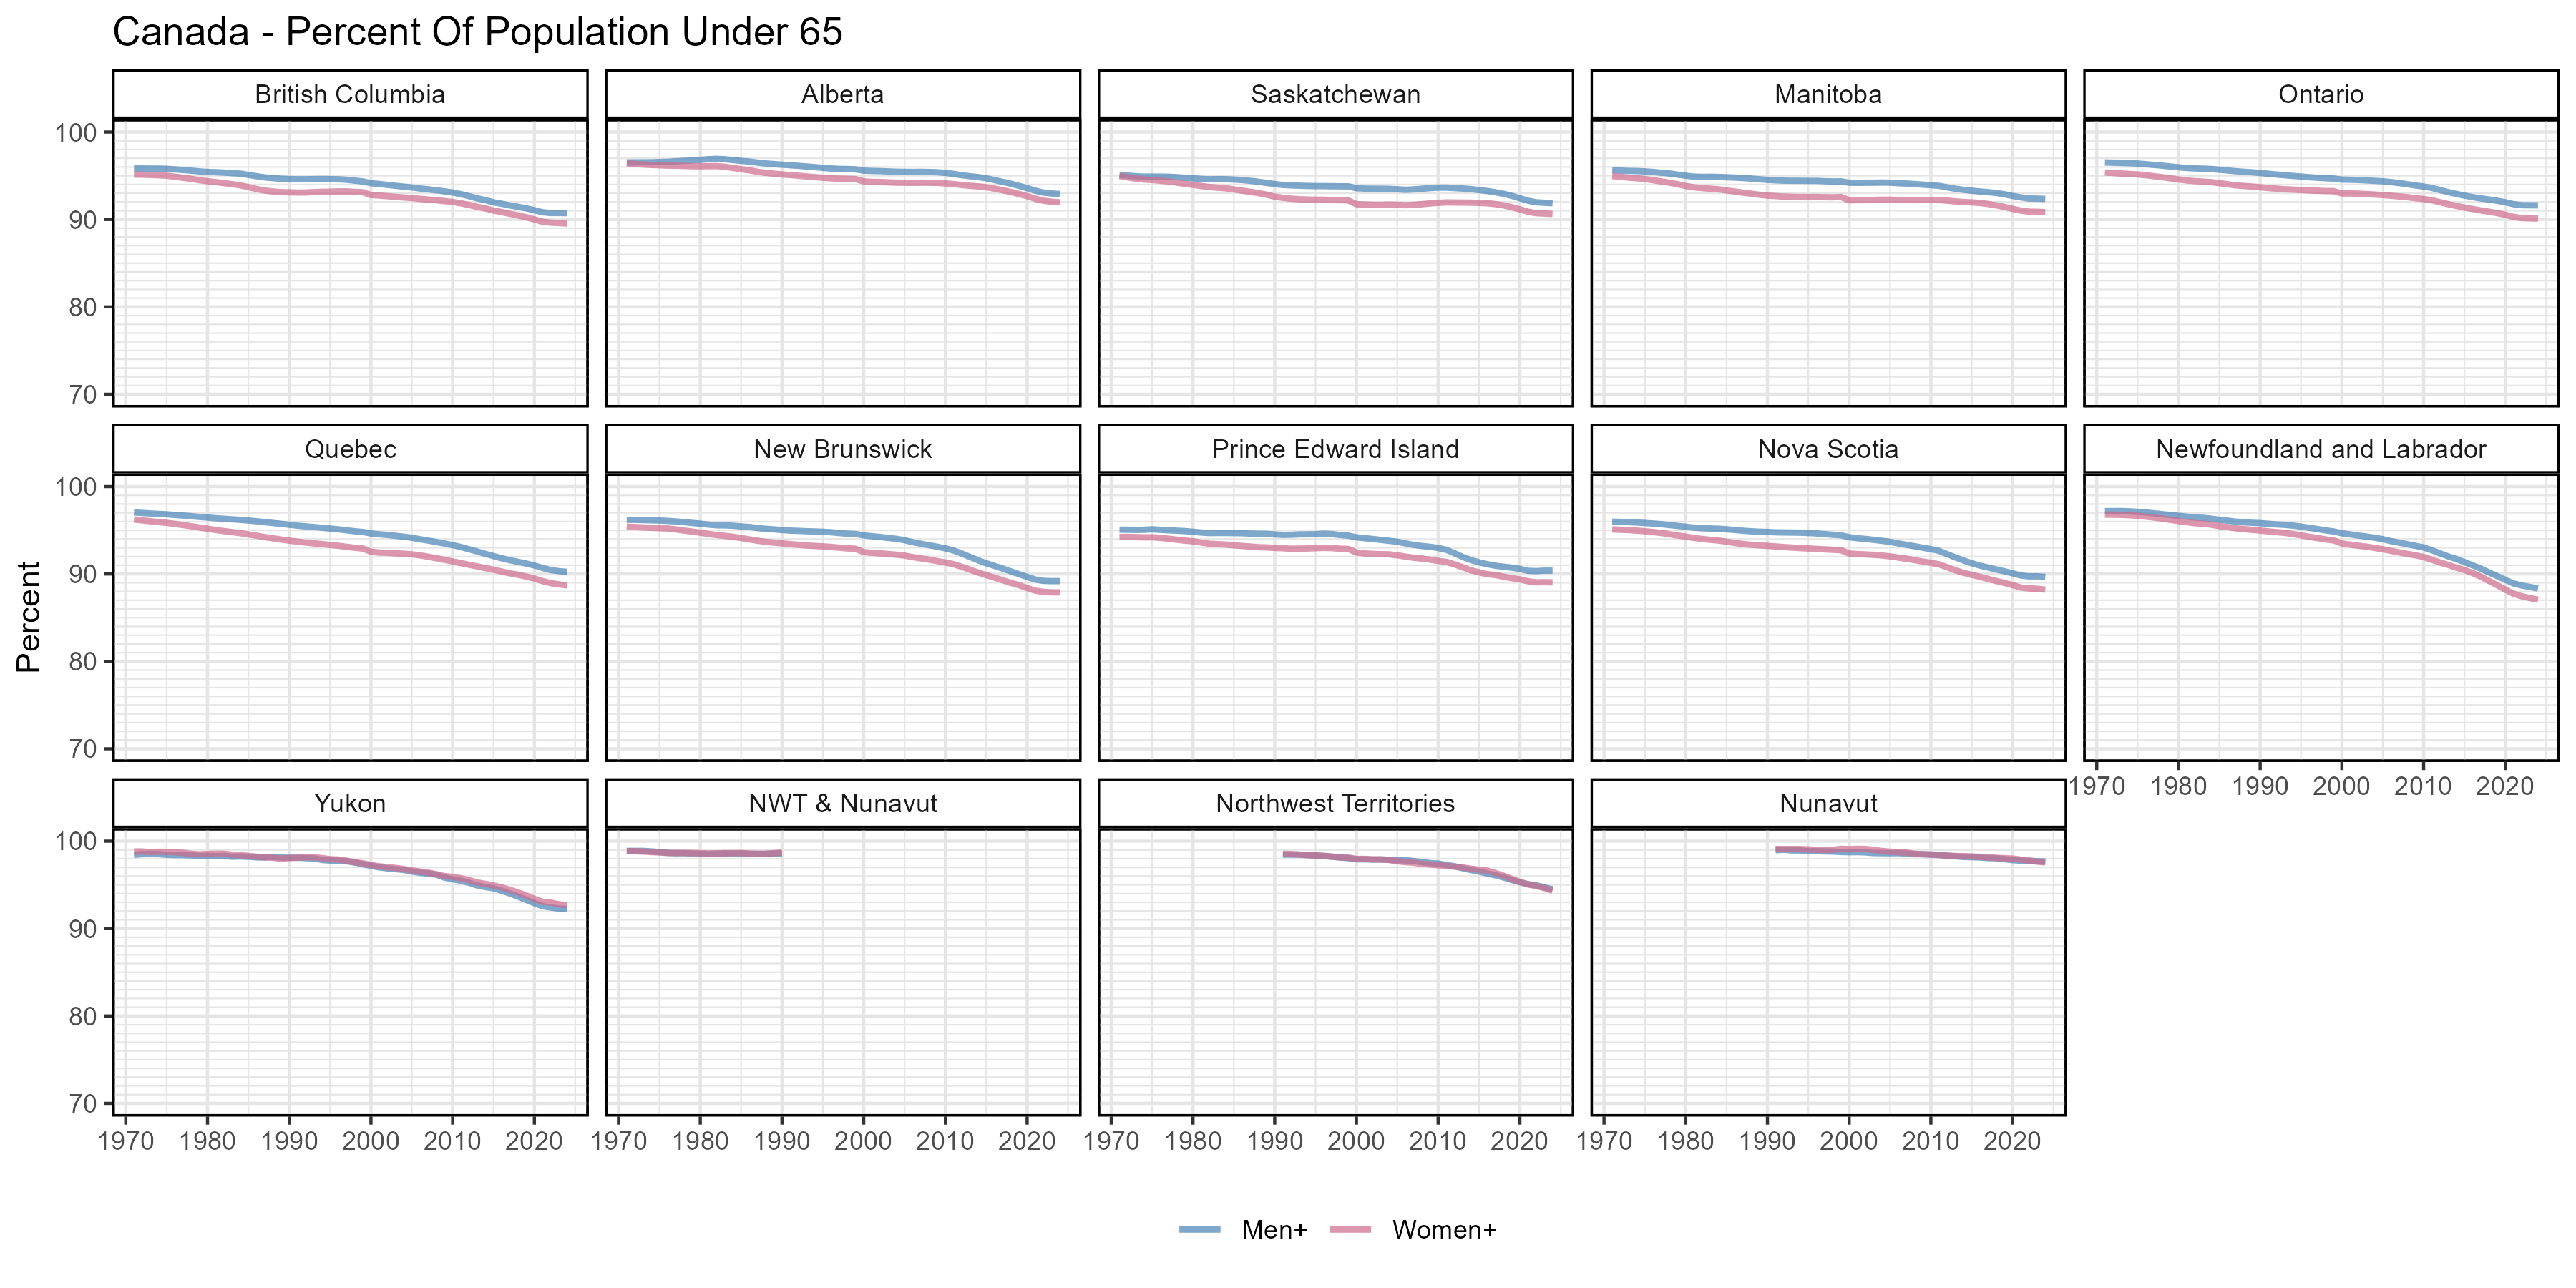 Canada - Percent Of Population Under 65
British Columbia
Alberta
Saskatchewan
Manitoba
Ontario
100
90
80
70
Quebec
New Brunswick
Prince Edward Island
Nova Scotia
Newfoundland and Labrador
100
90
80
70
Percent
1970 1980 1990 2000 2010 2020
Yukon
NWT & Nunavut
Northwest Territories
Nunavut
100
90
80
70
1970 1980 1990 2000 2010 2020
1970 1980 1990 2000 2010 2020
1970 1980 1990 2000 2010 2020
1970 1980 1990 2000 2010 2020
Men+ Women+